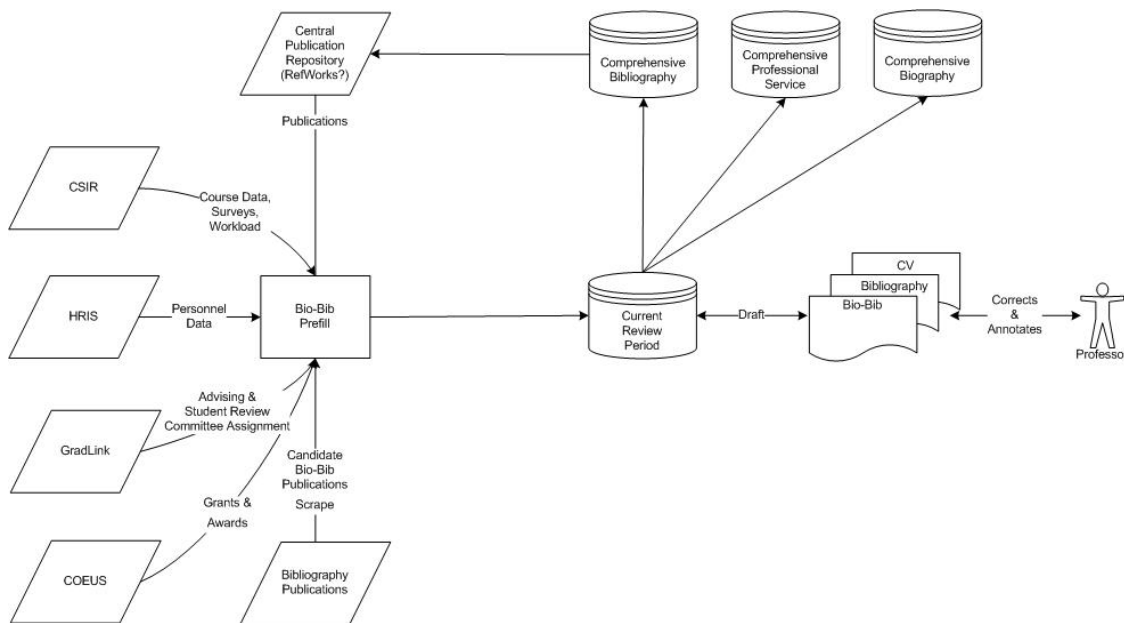 Central
Publication
Repository
(RefWorks?)
Comprehensive
Bibliography
Comprehensive
Professional
Service
Comprehensive
Biography
Publications
CSIR
Course Data,
Surveys,
Workload
HRIS
Personnel
Data
Bio-Bib
Prefill
Current
Review
Period
Draft
CV
Bibliography
Bio-Bib
Corrects
&
Annotates
Professo
Advising &
Student Review
Committee Assignment
GradLink
Candidate
Bio-Bib
Publications
Scrape
Grants &
Awards
COEUS
Bibliography
Publications